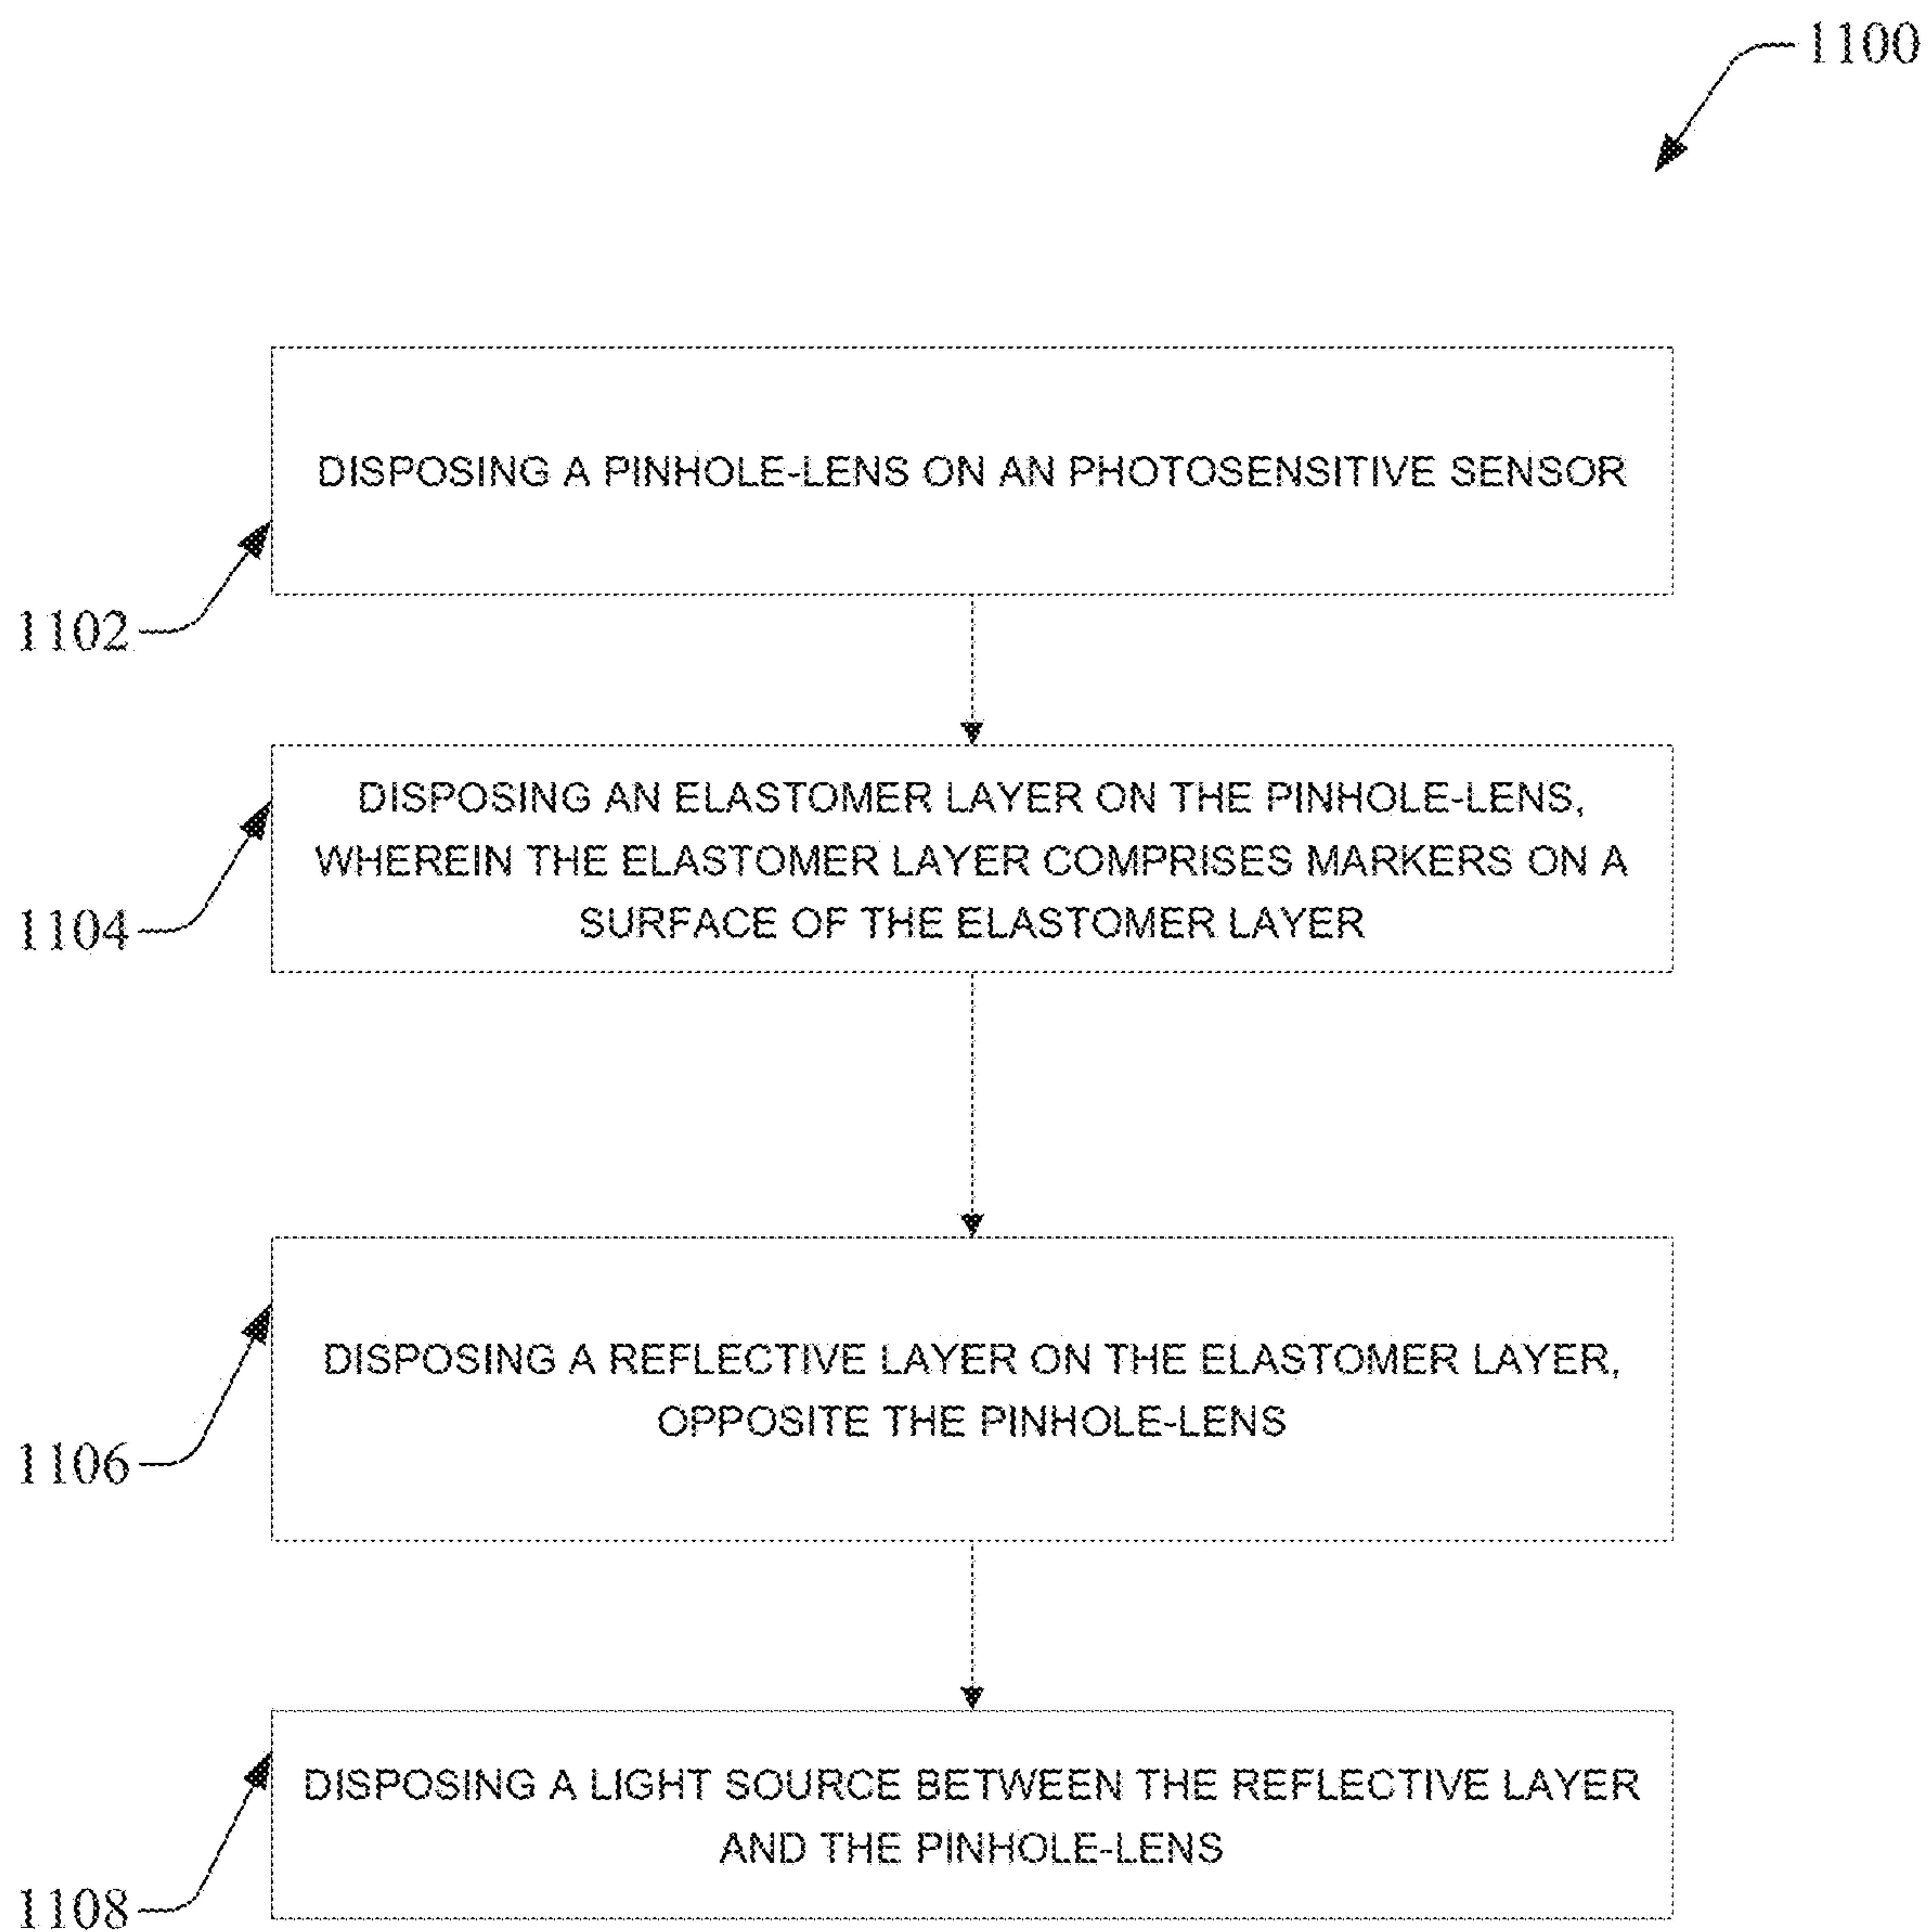 1100
DISPOSING A PINHOLE-LENS ON AN PHOTOSENSITIVE SENSOR
1102
DISPOSING AN ELASTOMER LAYER ON THE PINHOLE-LENS,
WHEREIN THE ELASTOMER LAYER COMPRISES MARKERS ON A
SURFACE OF THE ELASTOMER LAYER
1104
DISPOSING A REFLECTIVE LAYER ON THE ELASTOMER LAYER,
OPPOSITE THE PINHOLE-LENS
1106
DISPOSING A LIGHT SOURCE BETWEEN THE REFLECTIVE LAYER
AND THE PINHOLE-LENS
1108